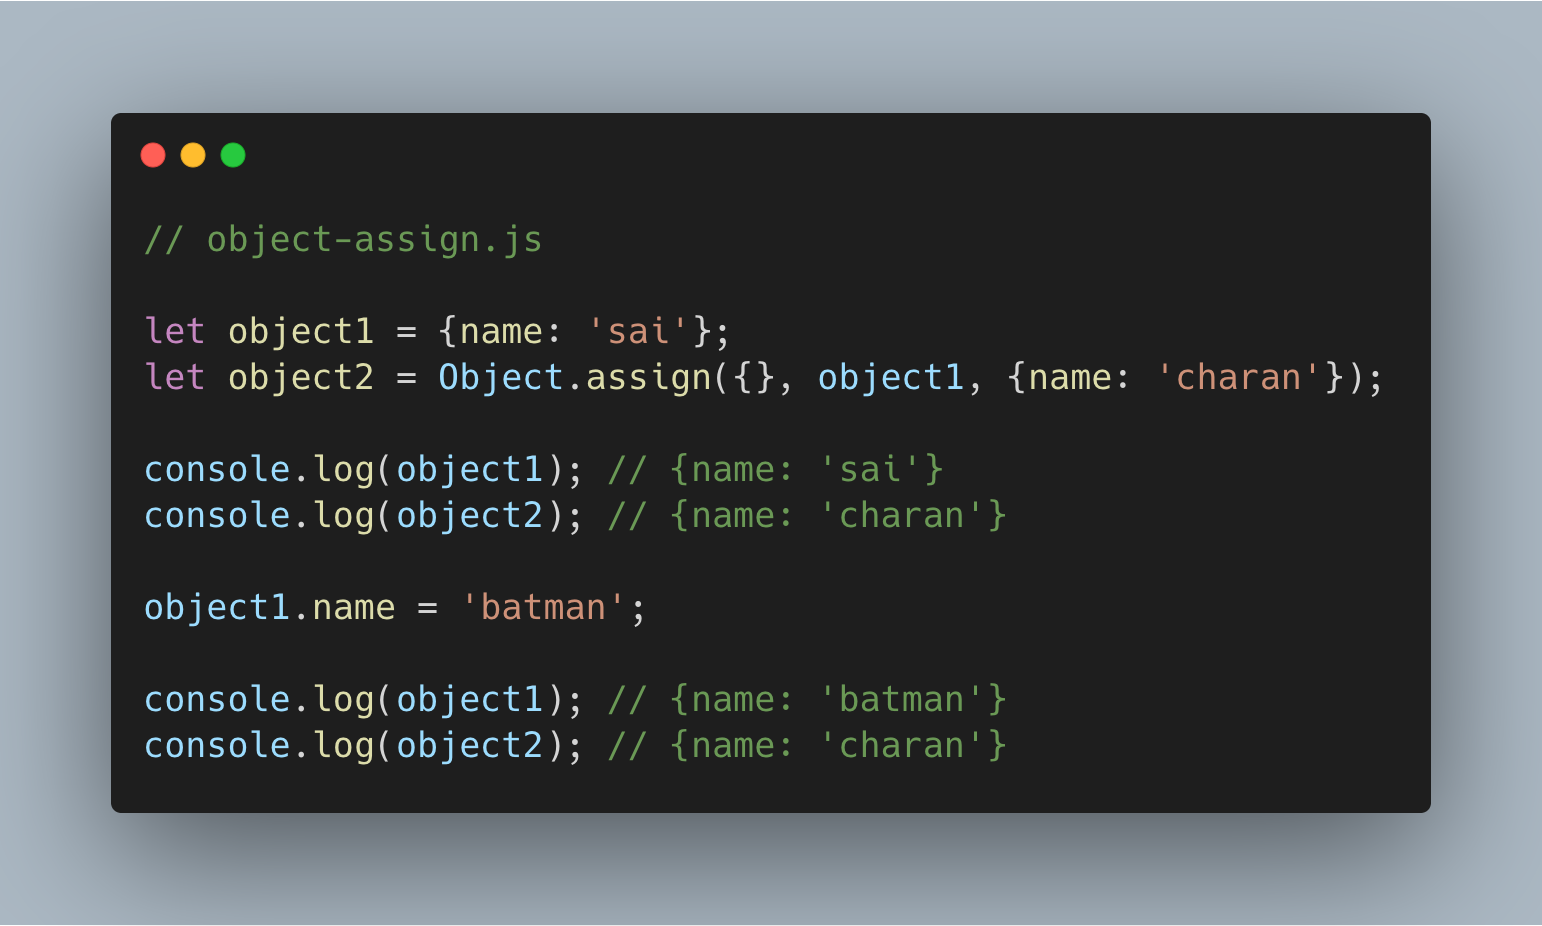 // object-assign.js
let object1 = {name: 'sai'};
let object2 = Object.assign({}, object1, {name: 'charan'});
console.log(object1); // {name: 'sai'}
console.log(object2); // {name: 'charan'}
object1.name = 'batman';
console.log(object1); // {name: 'batman'}
console.log(object2); // {name: 'charan'}